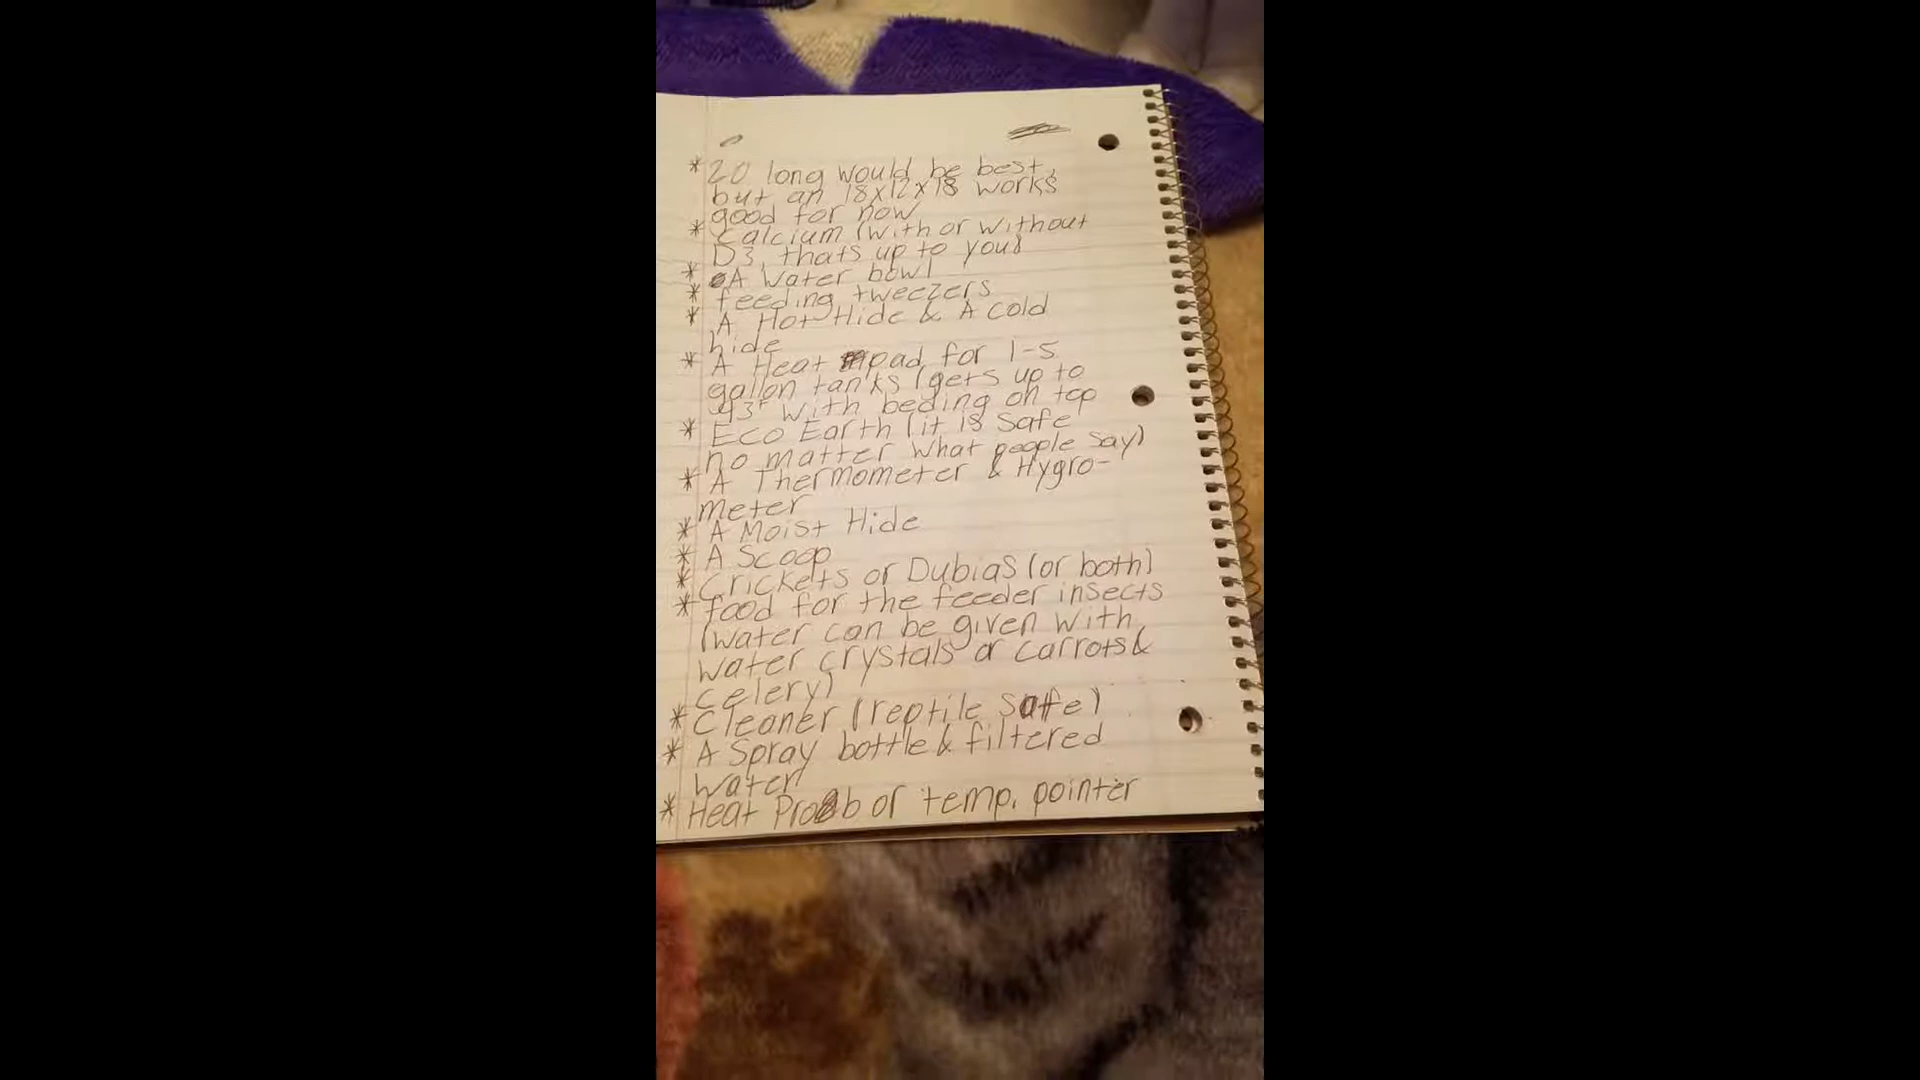 * 20 long would be best,
but an 18x12x18 works
good for now
* Calcium (with or without
D3, thats up to you)
* A Water bowl
* feeding tweezers
* A Hot Hide & A cold
hide
* A Heat pad for 1-5
gallon tanks (gets up to
93F with beding on top
* Eco Earth (it is safe
no matter what people say)
* A Thermometer & Hygro-
meter
* A Moist Hide
* A Scoop
* Crickets or Dubias (or both)
* food for the feeder insects
(water can be given with
water crystals or carrots &
celery)
* Cleaner (reptile safe)
* A Spray bottle & filtered
water
* Heat Prob or temp. pointer